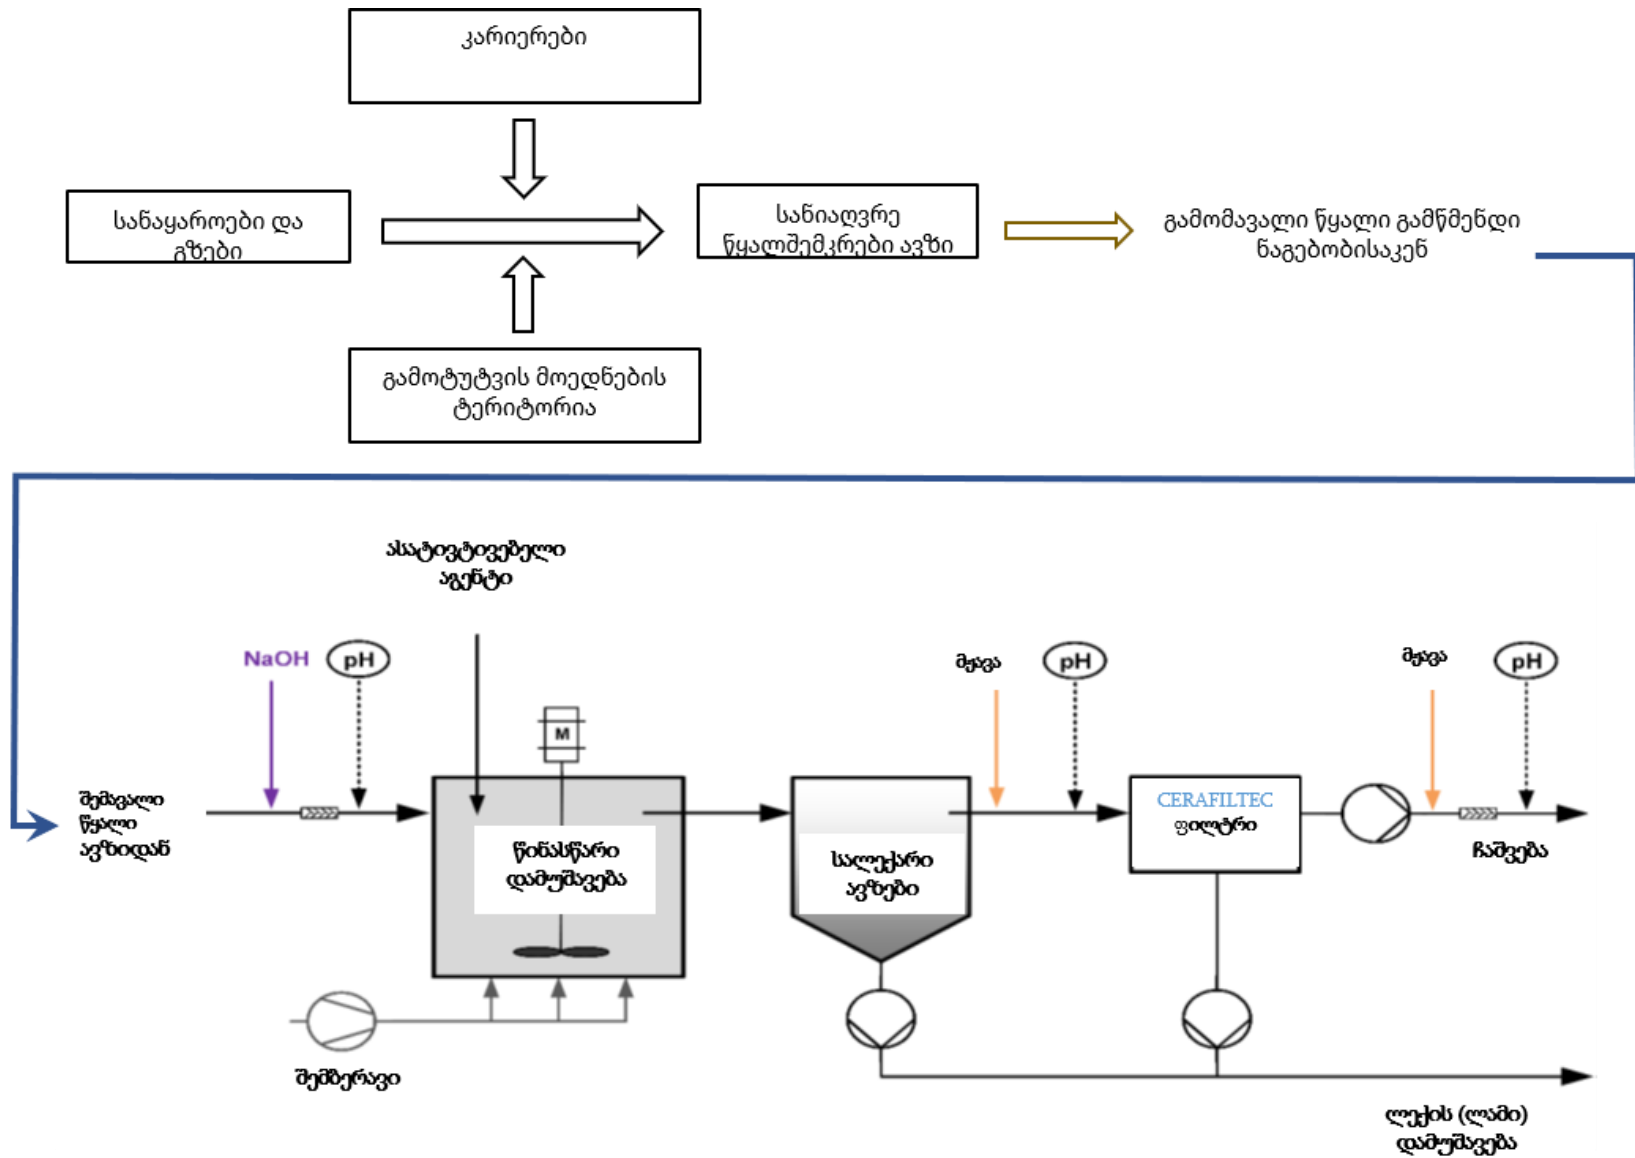 კარიერები
სანაყაროები და
გზები
სანიაღვრე
წყალშემკრები ავზი
გამომავალი წყალი გამწმენდი
ნაგებობისაკენ
გამოტუტვის მოედნების
ტერიტორია
ასატივტივებელი
აგენტი
NaOH
pH
მჟავა
pH
მჟავა
pH
M
შემავალი
წყალი
ავზიდან
წინასწარი
დამუშავება
სალექარი
ავზები
CERAFILTEC
ფილტრი
ჩაშვება
შემბერავი
ლექის (ლამი)
დამუშავება